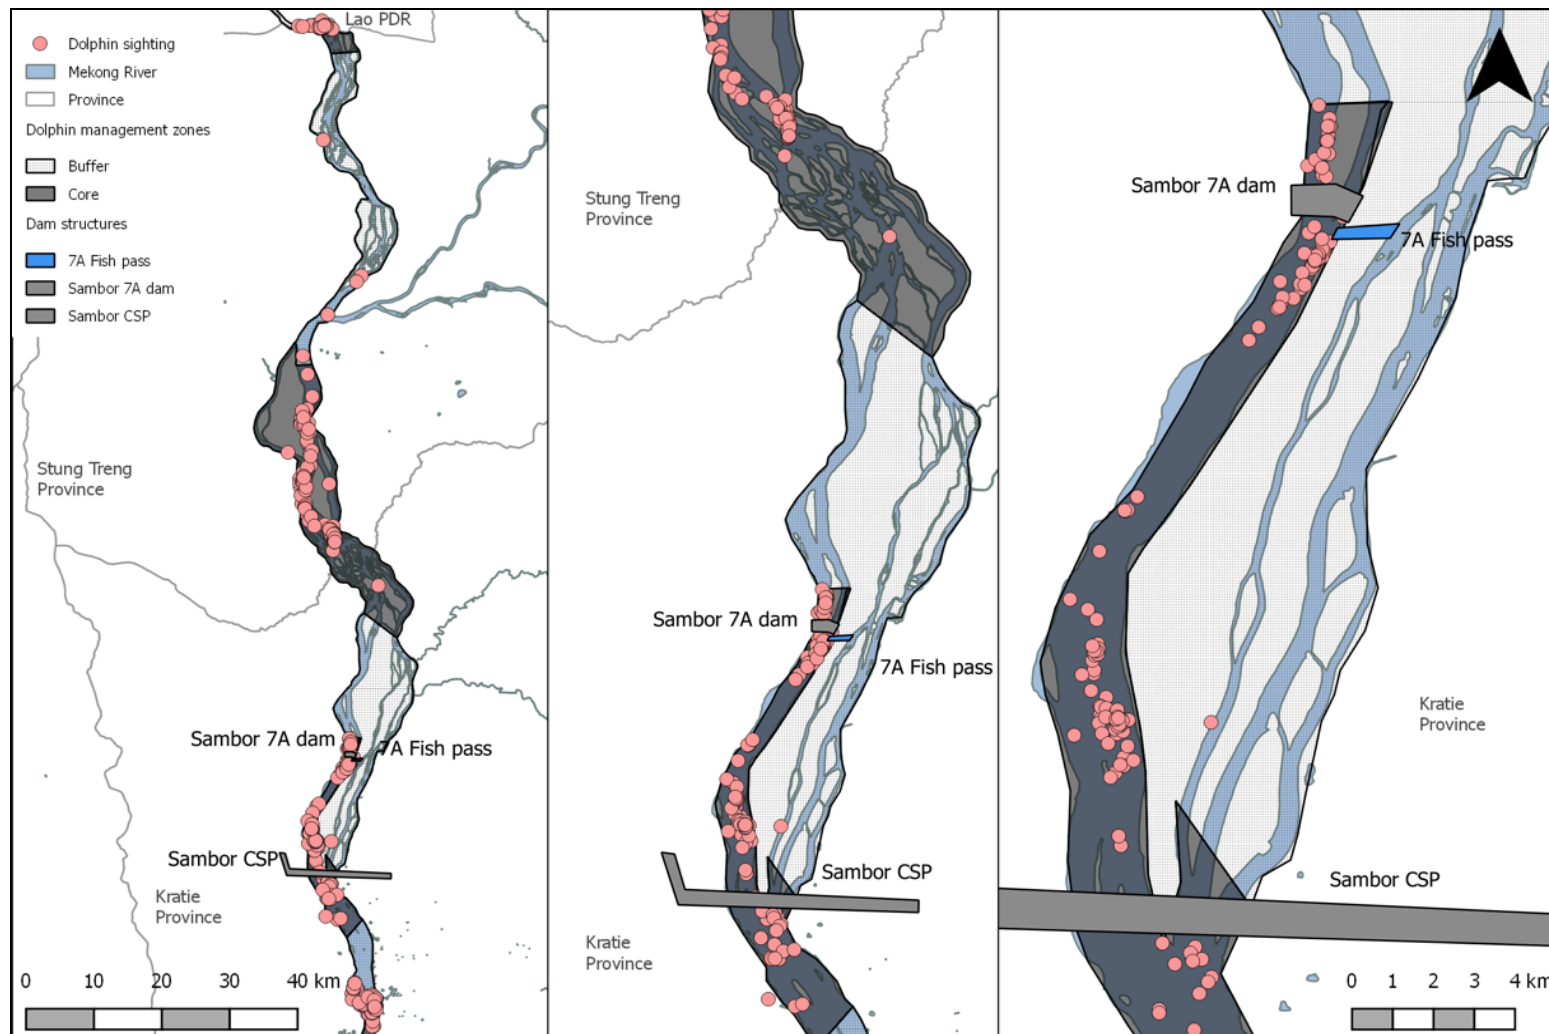 Lao PDR
Dolphin sighting
Mekong River
Province
Dolphin management zones
Buffer
Core
Dam structures
7A Fish pass
Sambor 7A dam
Sambor CSP
Stung Treng
Province
Sambor 7A dam
7A Fish pass
Sambor CSP
Kratie
Province
0 10 20 30 40 km
Stung Treng
Province
Sambor 7A dam
7A Fish pass
Sambor CSP
Kratie
Province
Sambor 7A dam
7A Fish pass
Kratie
Province
Sambor CSP
0 1 2 3 4 km